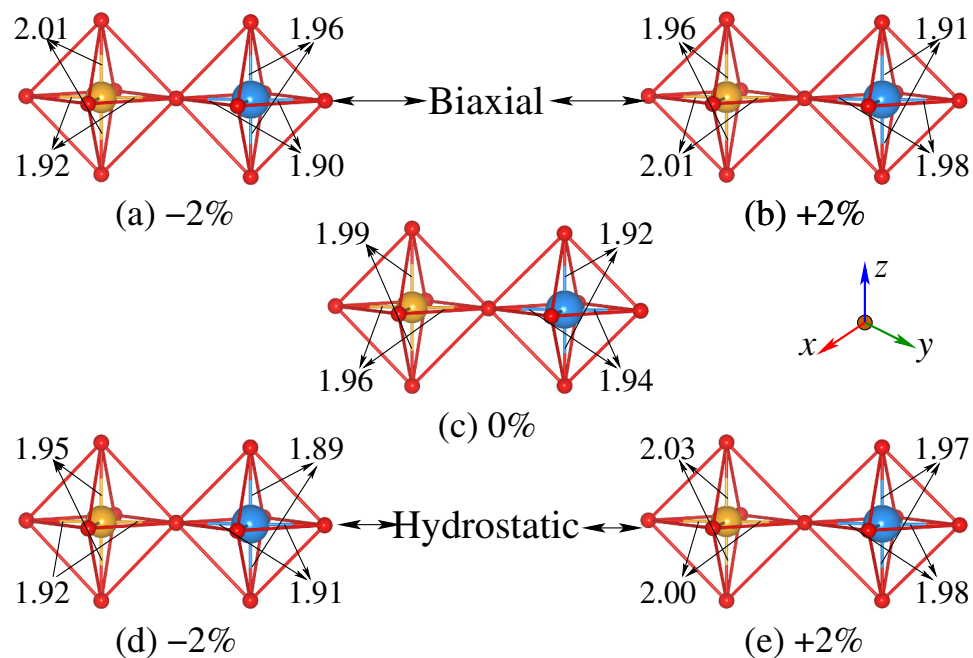 2.01
1.96
1.92
1.90
(a) −2%
Biaxial
1.96
1.91
2.01
1.98
(b) +2%
1.99
1.92
1.96
1.94
(c) 0%
z
x
y
1.95
1.89
1.92
1.91
(d) −2%
Hydrostatic
2.03
1.97
2.00
1.98
(e) +2%